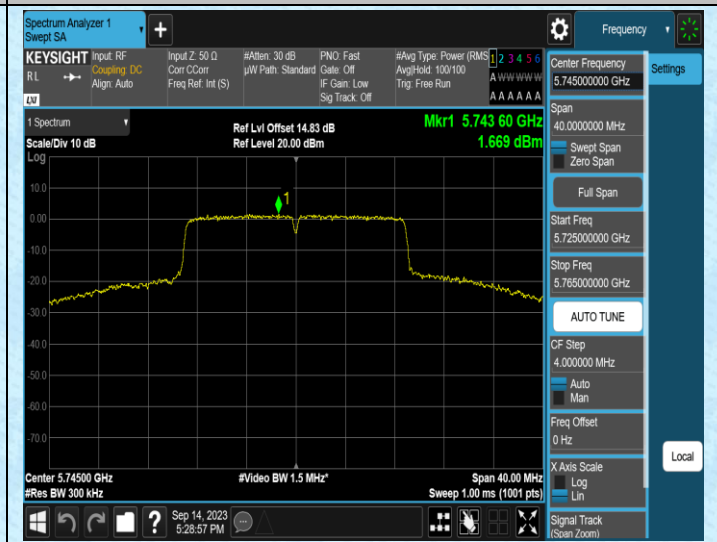 Spectrum Analyzer 1
Swept SA
+
Frequency
KEYSIGHT
RL
LXI
Input: RF
Coupling: DC
Align: Auto
Input Z: 50 Ω
Corr CCorr
Freq Ref: Int (S)
#Atten: 30 dB
µW Path: Standard
PNO: Fast
Gate: Off
IF Gain: Low
Sig Track: Off
#Avg Type: Power (RMS
Avg|Hold: 100/100
Trig: Free Run
1 2 3 4 5 6
A W W W W W
A A A A A A
1 Spectrum
Scale/Div 10 dB
Log
Ref Lvl Offset 14.83 dB
Ref Level 20.00 dBm
Mkr1 5.743 60 GHz
1.669 dBm
1
10.0
0.00
-10.0
-20.0
-30.0
-40.0
-50.0
-60.0
-70.0
Center 5.74500 GHz
#Res BW 300 kHz
#Video BW 1.5 MHz*
Span 40.00 MHz
Sweep 1.00 ms (1001 pts)
Sep 14, 2023
5:28:57 PM
?
Center Frequency
5.745000000 GHz
Span
40.0000000 MHz
Swept Span
Zero Span
Full Span
Start Freq
5.725000000 GHz
Stop Freq
5.765000000 GHz
AUTO TUNE
CF Step
4.000000 MHz
Auto
Man
Freq Offset
0 Hz
X Axis Scale
Log
Lin
Signal Track
(Span Zoom)
Settings
Local